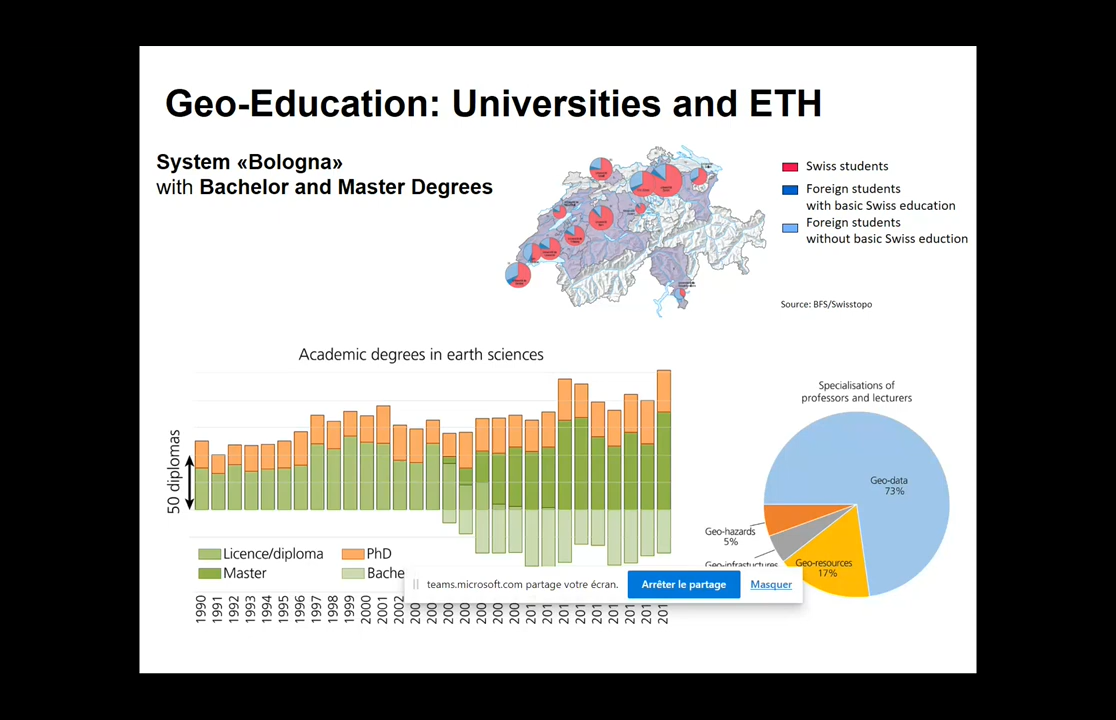 Geo-Education: Universities and ETH
System «Bologna»
with Bachelor and Master Degrees
Swiss students
Foreign students
with basic Swiss education
Foreign students
without basic Swiss eduction
Source: BFS/Swisstopo
Academic degrees in earth sciences
50 diplomas
Licence/diploma
PhD
Master
Bache
1990
1991
1992
1993
1994
1995
1996
1997
1998
1999
2000
2001
2002
Specialisations of
professors and lecturers
Geo-data
73%
Geo-hazards
5%
Geo-infrastructures
Geo-resources
17%
teams.microsoft.com partage votre écran.
Arrêter le partage
Masquer